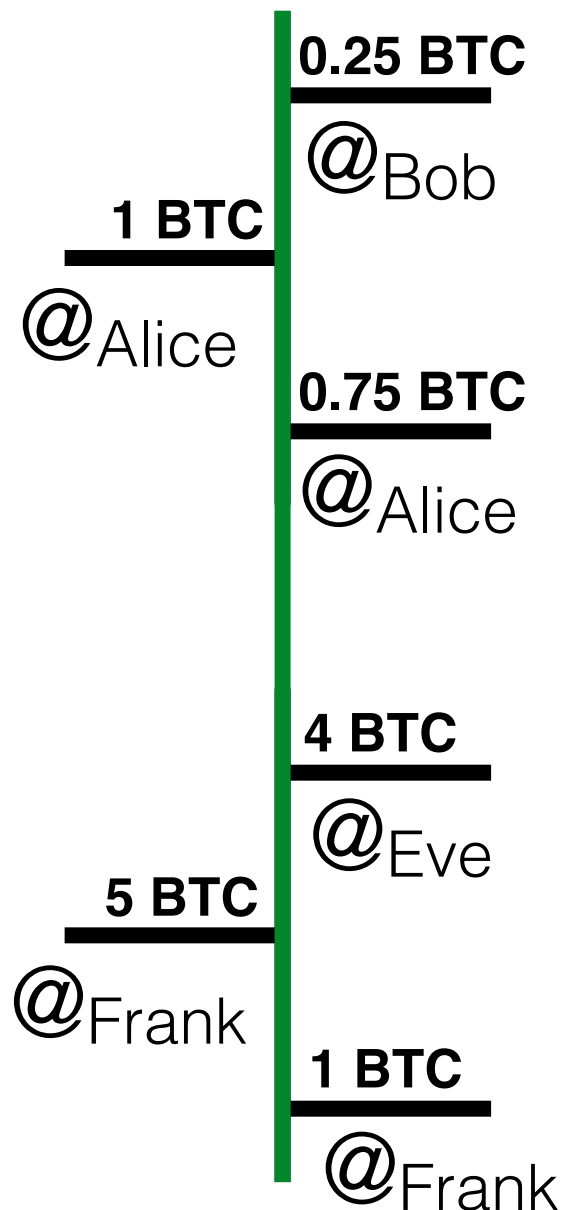 0.25 BTC
@Bob
1 BTC
@Alice
0.75 BTC
@Alice
4 BTC
@Eve
5 BTC
@Frank
1 BTC
@Frank